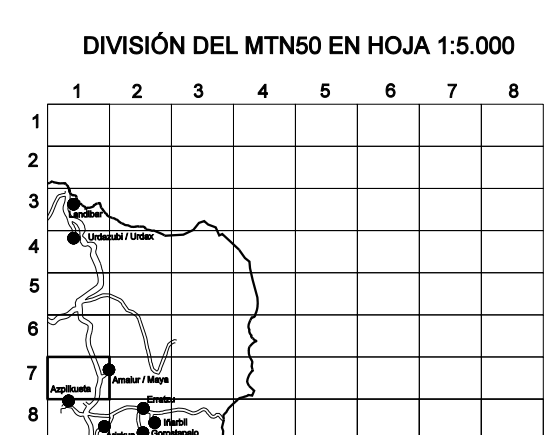 DIVISIÓN DEL MTN50 EN HOJA 1:5.000
1 2 3 4 5 6 7 8
1
2
3
Landibar
4 Urdazubi / Urdax
5
6
7
Amaiur / Maya
Azpilkueta
Erratzu
8
Iñarbil
Gorostapalo